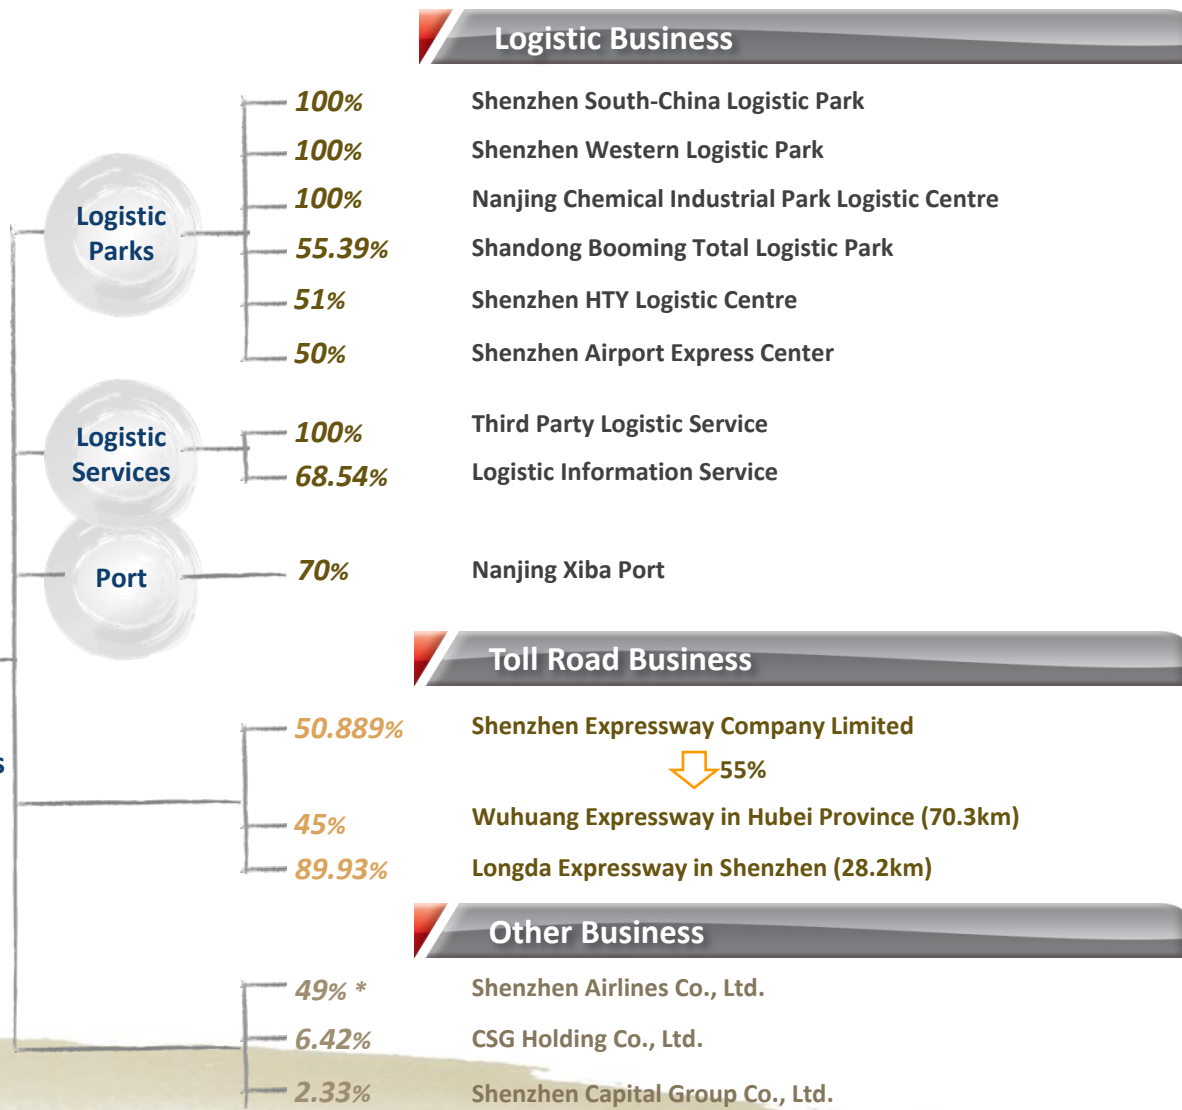 Logistic Business
Logistic
Parks
100% Shenzhen South-China Logistic Park
100% Shenzhen Western Logistic Park
100% Nanjing Chemical Industrial Park Logistic Centre
55.39% Shandong Booming Total Logistic Park
51% Shenzhen HTY Logistic Centre
50% Shenzhen Airport Express Center
Logistic
Services
100% Third Party Logistic Service
68.54% Logistic Information Service
Port
70% Nanjing Xiba Port
Toll Road Business
50.889% Shenzhen Expressway Company Limited
55%
s
45% Wuhuang Expressway in Hubei Province (70.3km)
89.93% Longda Expressway in Shenzhen (28.2km)
Other Business
49% * Shenzhen Airlines Co., Ltd.
6.42% CSG Holding Co., Ltd.
2.33% Shenzhen Capital Group Co., Ltd.